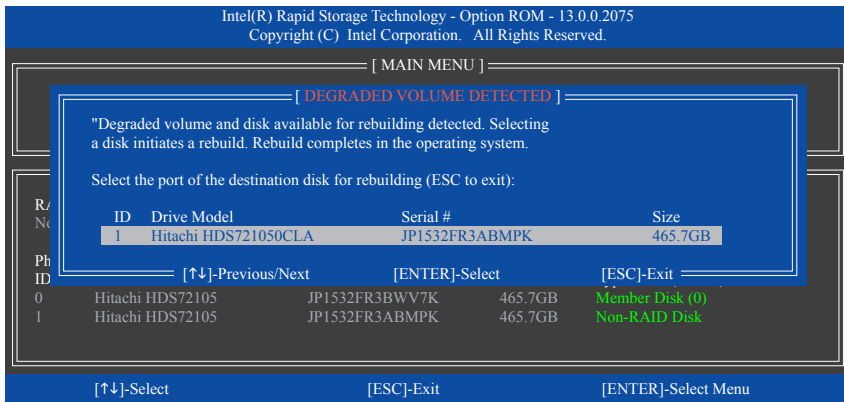 Intel(R) Rapid Storage Technology - Option ROM - 13.0.0.2075
Copyright (C) Intel Corporation. All Rights Reserved.
[ MAIN MENU ]
[ DEGRADED VOLUME DETECTED ]
"Degraded volume and disk available for rebuilding detected. Selecting
a disk initiates a rebuild. Rebuild completes in the operating system.
Select the port of the destination disk for rebuilding (ESC to exit):
ID Drive Model Serial # Size
1 Hitachi HDS721050CLA JP1532FR3ABMPK 465.7GB
[↑↓]-Previous/Next [ENTER]-Select [ESC]-Exit
ID
0 Hitachi HDS72105 JP1532FR3BWV7K 465.7GB Member Disk (0)
1 Hitachi HDS72105 JP1532FR3ABMPK 465.7GB Non-RAID Disk
[↑↓]-Select [ESC]-Exit [ENTER]-Select Menu